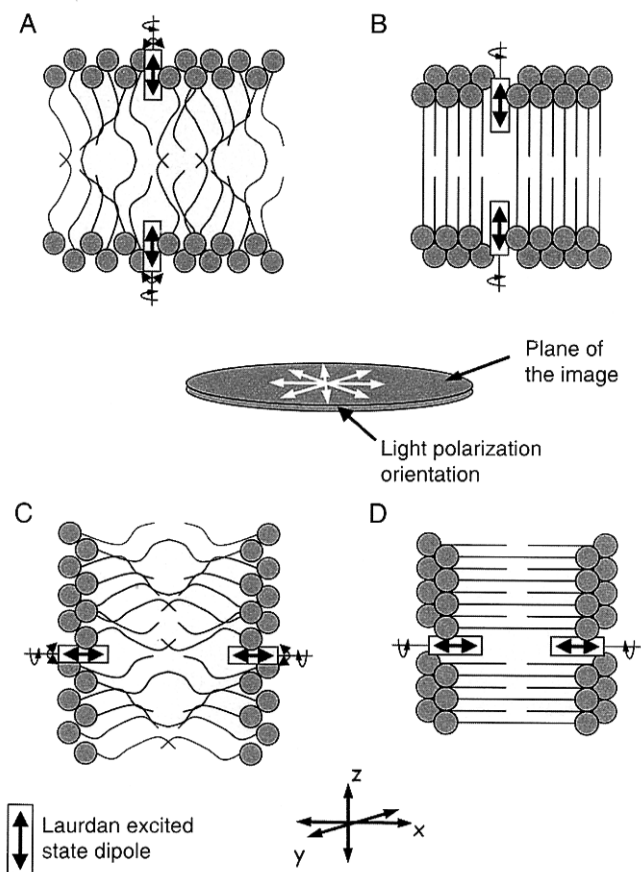 A
B
Plane of
the image
Light polarization
orientation
C
D
Laurdan excited
state dipole
z
x
y